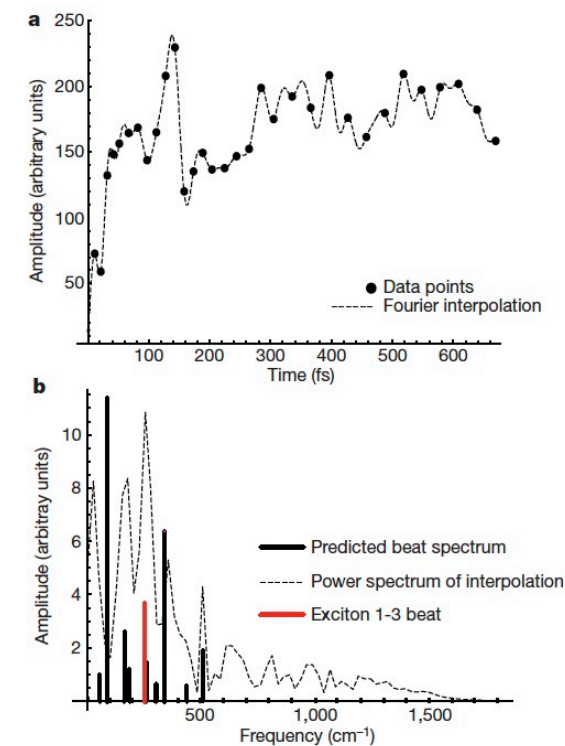 a
250
200
150
100
50
Amplitude (arbitrary units)
Data points
Fourier interpolation
100 200 300 400 500 600
Time (fs)
b
10
8
6
4
2
Amplitude (arbitray units)
Predicted beat spectrum
Power spectrum of interpolation
Exciton 1-3 beat
500 1,000 1,500
Frequency (cm⁻¹)